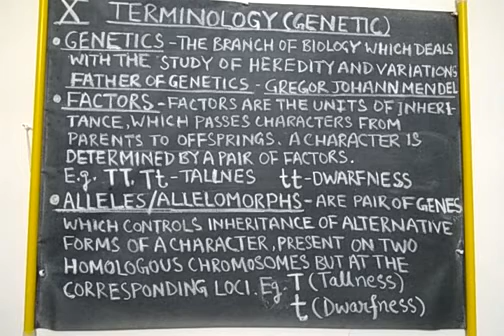 X TERMINOLOGY (GENETIC)
• GENETICS - THE BRANCH OF BIOLOGY WHICH DEALS
WITH THE STUDY OF HEREDITY AND VARIATIONS
FATHER OF GENETICS - GREGOR JOHANN MENDEL
• FACTORS - FACTORS ARE THE UNITS OF INHERI-
TANCE, WHICH PASSES CHARACTERS FROM
PARENTS TO OFFSPRINGS. A CHARACTER IS
DETERMINED BY A PAIR OF FACTORS.
E.g. TT, Tt - TALLNES tt - DWARFNESS
• ALLELES/ALLELOMORPHS - ARE PAIR OF GENES
WHICH CONTROLS INHERITANCE OF ALTERNATIVE
FORMS OF A CHARACTER, PRESENT ON TWO
HOMOLOGOUS CHROMOSOMES BUT AT THE
CORRESPONDING LOCI. Eg. T (Tallness)
t (Dwarfness)